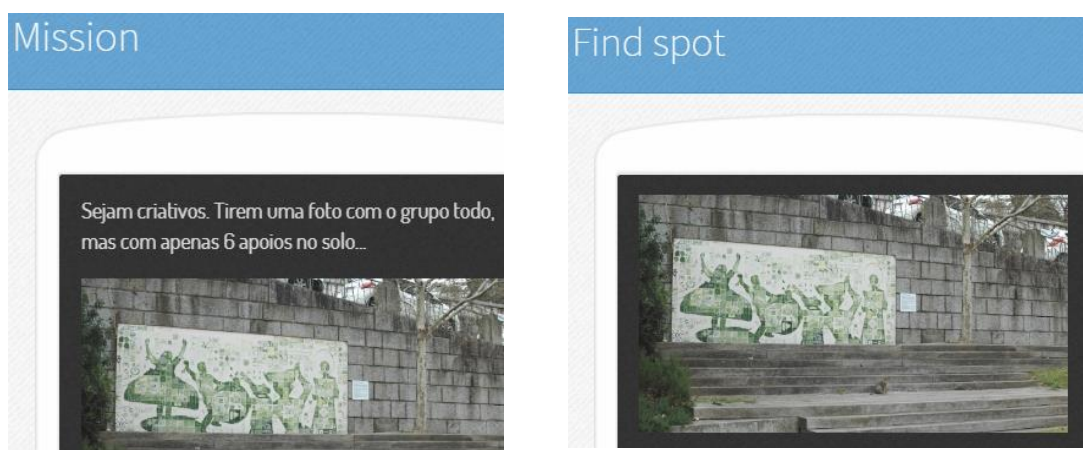 Mission
Sejam criativos. Tirem uma foto com o grupo todo,
mas com apenas 6 apoios no solo...
Find spot